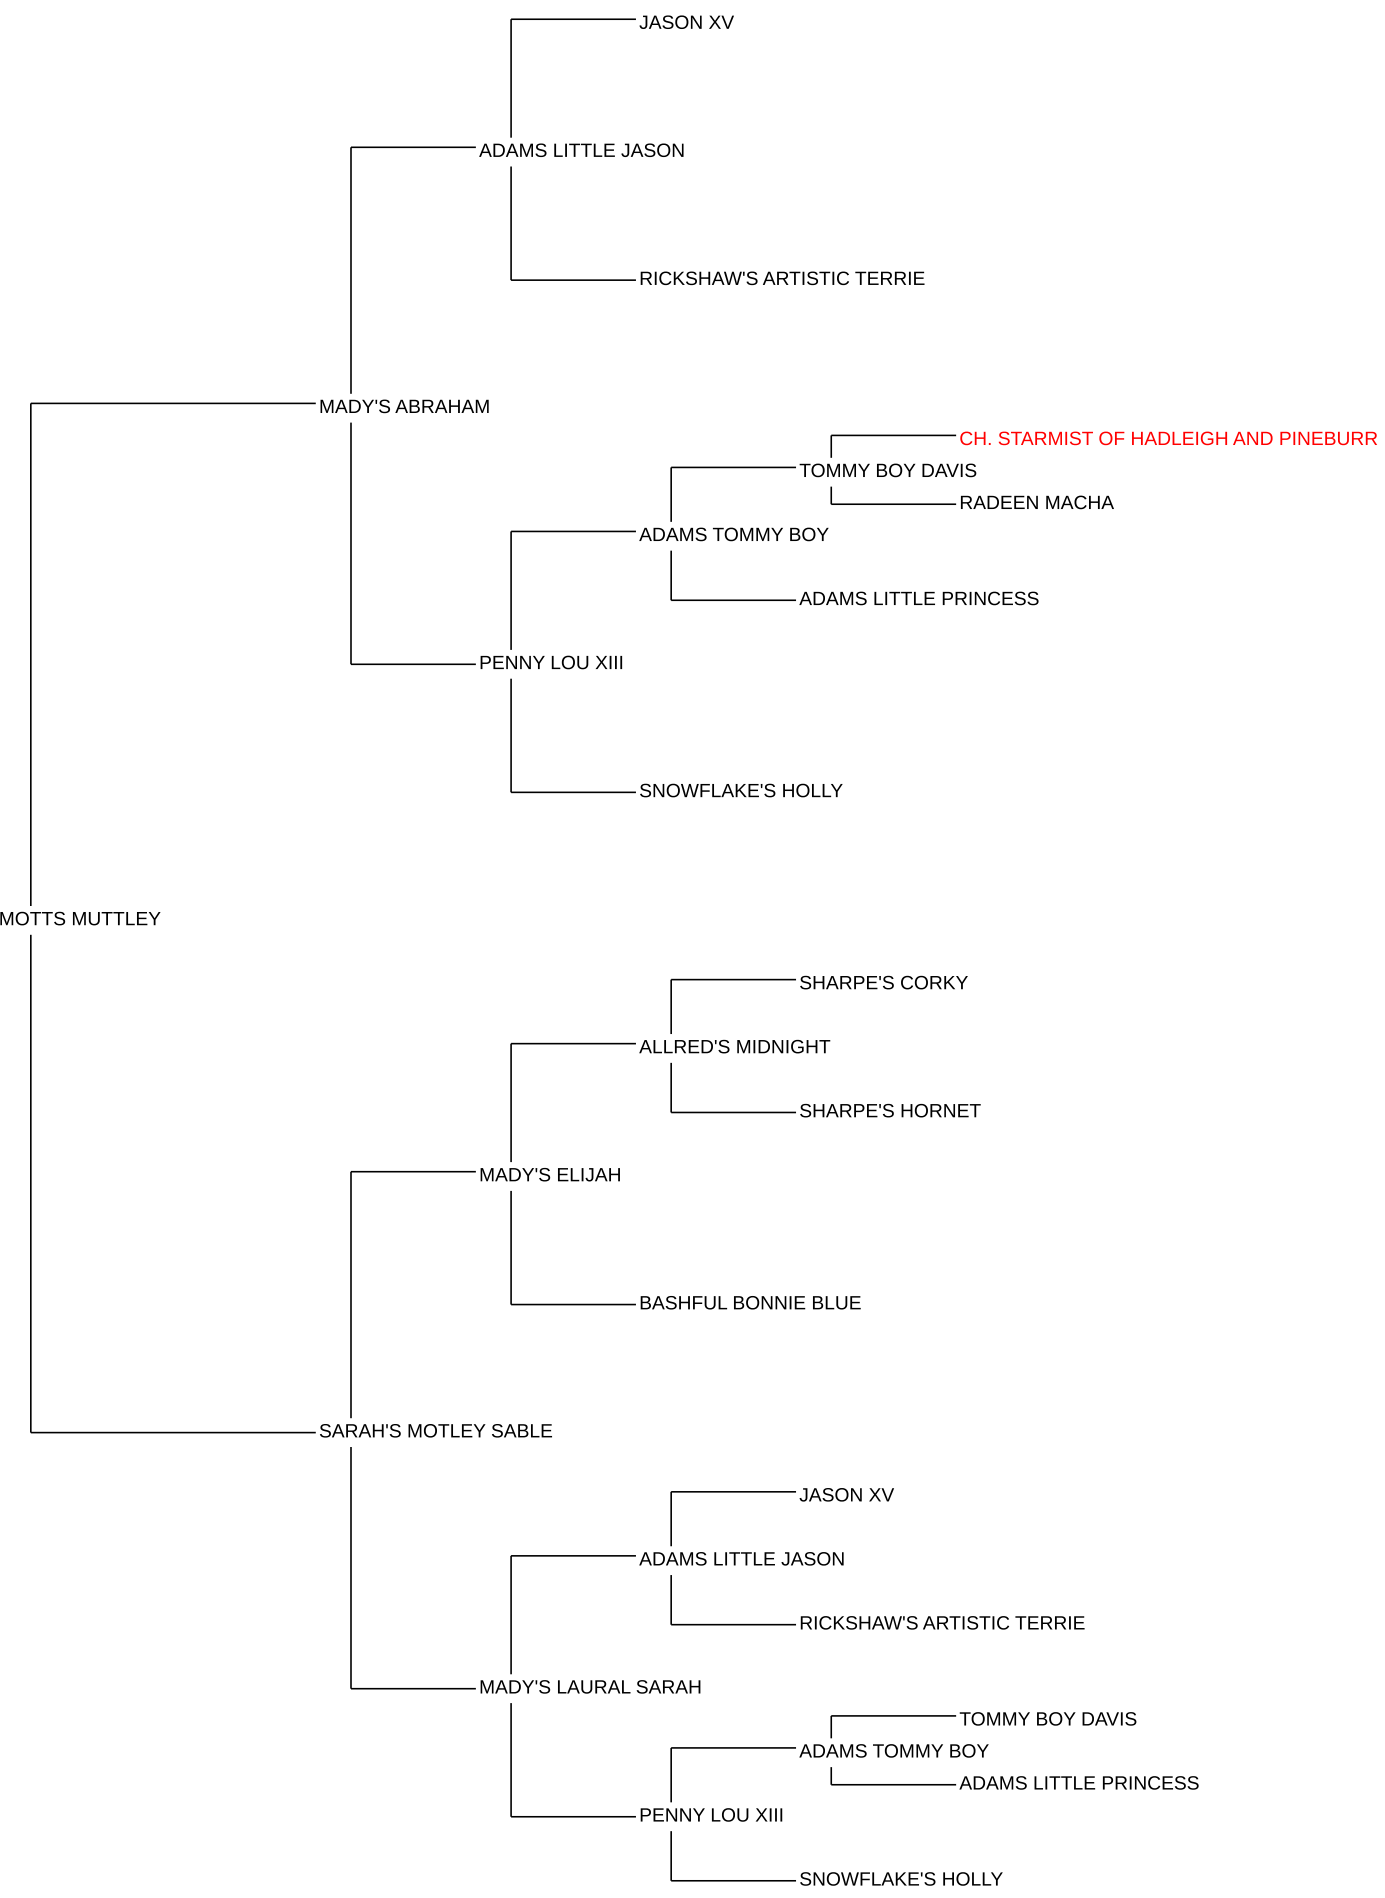 JASON XV
ADAMS LITTLE JASON
RICKSHAW'S ARTISTIC TERRIE
MADY'S ABRAHAM
CH. STARMIST OF HADLEIGH AND PINEBURR
TOMMY BOY DAVIS
RADEEN MACHA
ADAMS TOMMY BOY
ADAMS LITTLE PRINCESS
PENNY LOU XIII
SNOWFLAKE'S HOLLY
MOTTS MUTTLEY
SHARPE'S CORKY
ALLRED'S MIDNIGHT
SHARPE'S HORNET
MADY'S ELIJAH
BASHFUL BONNIE BLUE
SARAH'S MOTLEY SABLE
JASON XV
ADAMS LITTLE JASON
RICKSHAW'S ARTISTIC TERRIE
MADY'S LAURAL SARAH
TOMMY BOY DAVIS
ADAMS TOMMY BOY
ADAMS LITTLE PRINCESS
PENNY LOU XIII
SNOWFLAKE'S HOLLY